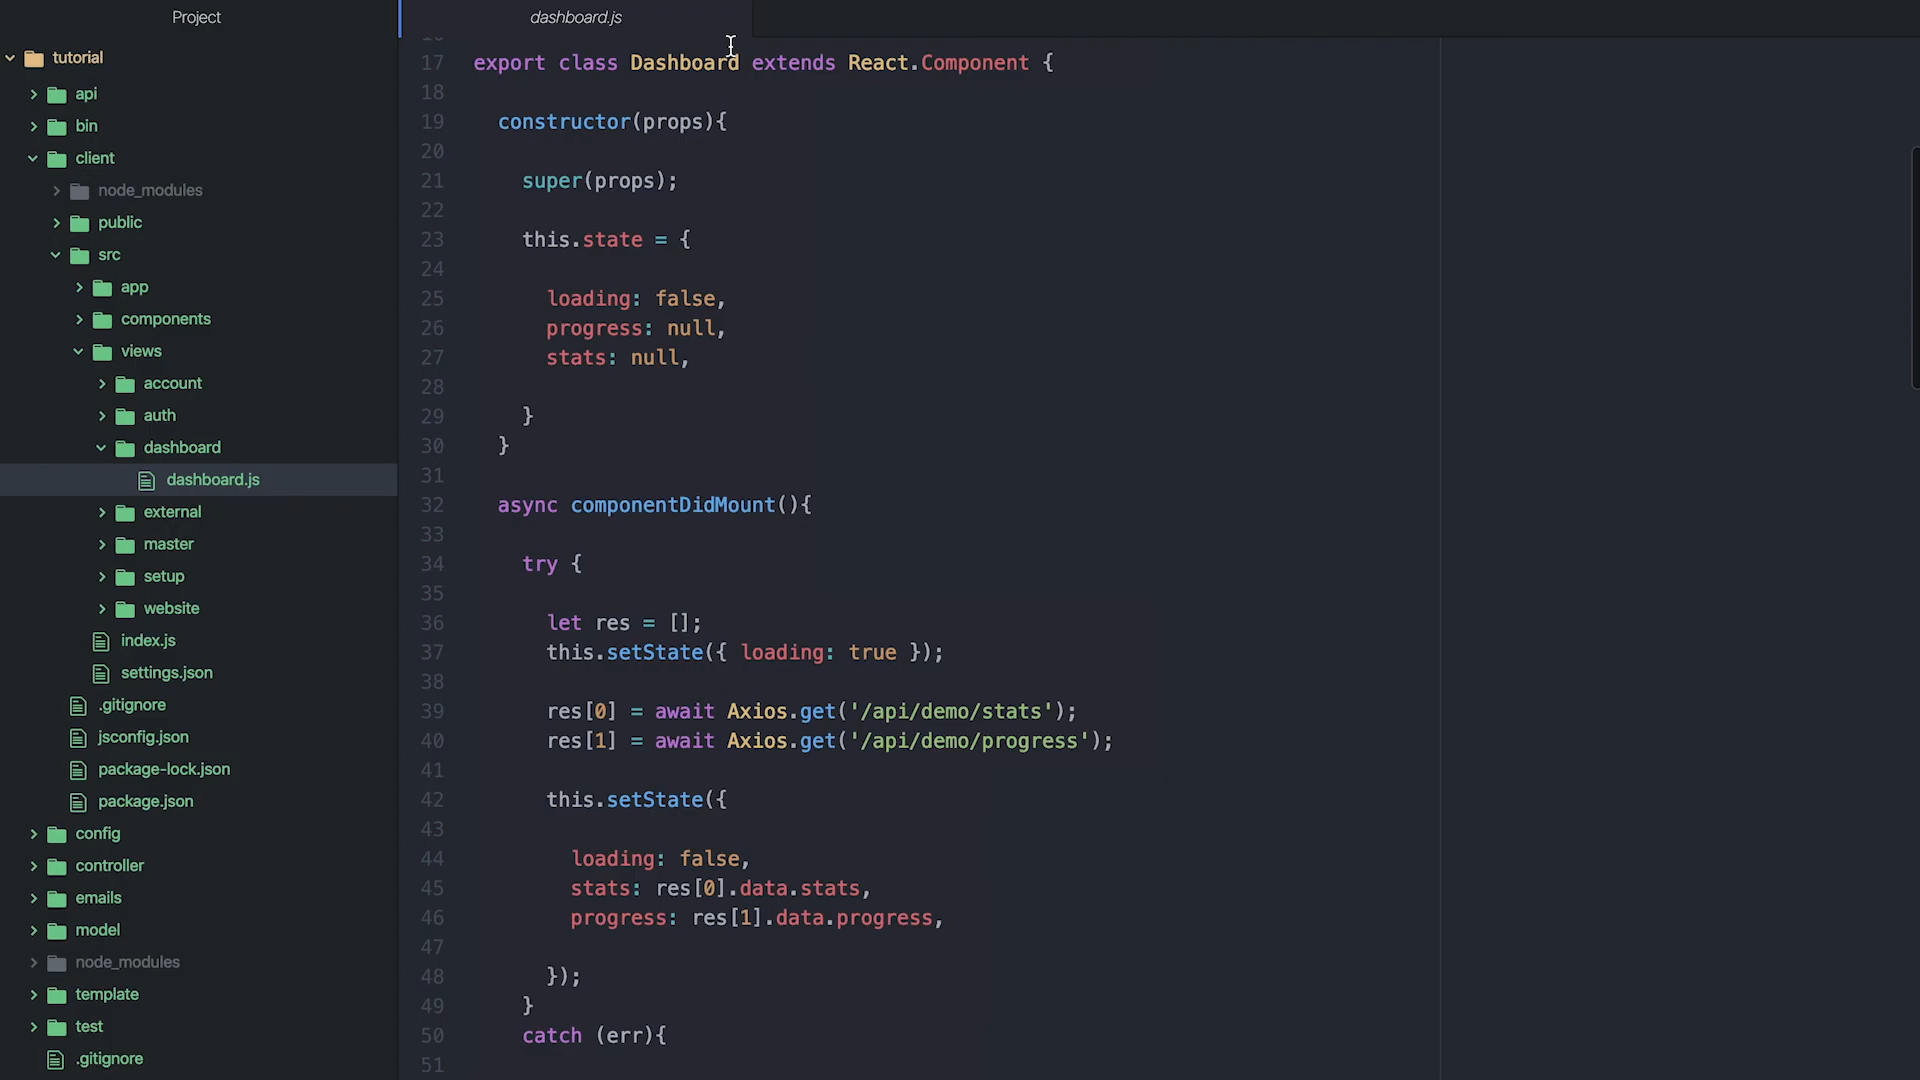 Project
dashboard.js
tutorial
api
bin
client
node_modules
public
src
app
components
views
account
auth
dashboard
dashboard.js
external
master
setup
website
index.js
settings.json
.gitignore
jsconfig.json
package-lock.json
package.json
config
controller
emails
model
node_modules
template
test
.gitignore
17 export class Dashboard extends React.Component {
18
19 constructor(props){
20
21 super(props);
22
23 this.state = {
24
25 loading: false,
26 progress: null,
27 stats: null,
28
29 }
30 }
31
32 async componentDidMount(){
33
34 try {
35
36 let res = [];
37 this.setState({ loading: true });
38
39 res[0] = await Axios.get('/api/demo/stats');
40 res[1] = await Axios.get('/api/demo/progress');
41
42 this.setState({
43
44 loading: false,
45 stats: res[0].data.stats,
46 progress: res[1].data.progress,
47
48 });
49 }
50 catch (err){
51